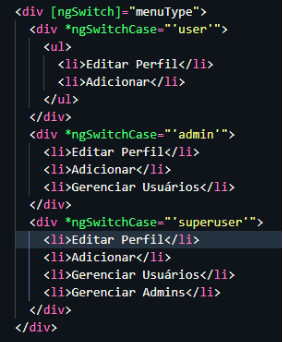 <div [ngSwitch]="menuType">
<div *ngSwitchCase="'user'">
<ul>
<li>Editar Perfil</li>
<li>Adicionar</li>
</ul>
</div>
<div *ngSwitchCase="'admin'">
<li>Editar Perfil</li>
<li>Adicionar</li>
<li>Gerenciar Usuários</li>
</div>
<div *ngSwitchCase="'superuser'">
<li>Editar Perfil</li>
<li>Adicionar</li>
<li>Gerenciar Usuários</li>
<li>Gerenciar Admins</li>
</div>
</div>